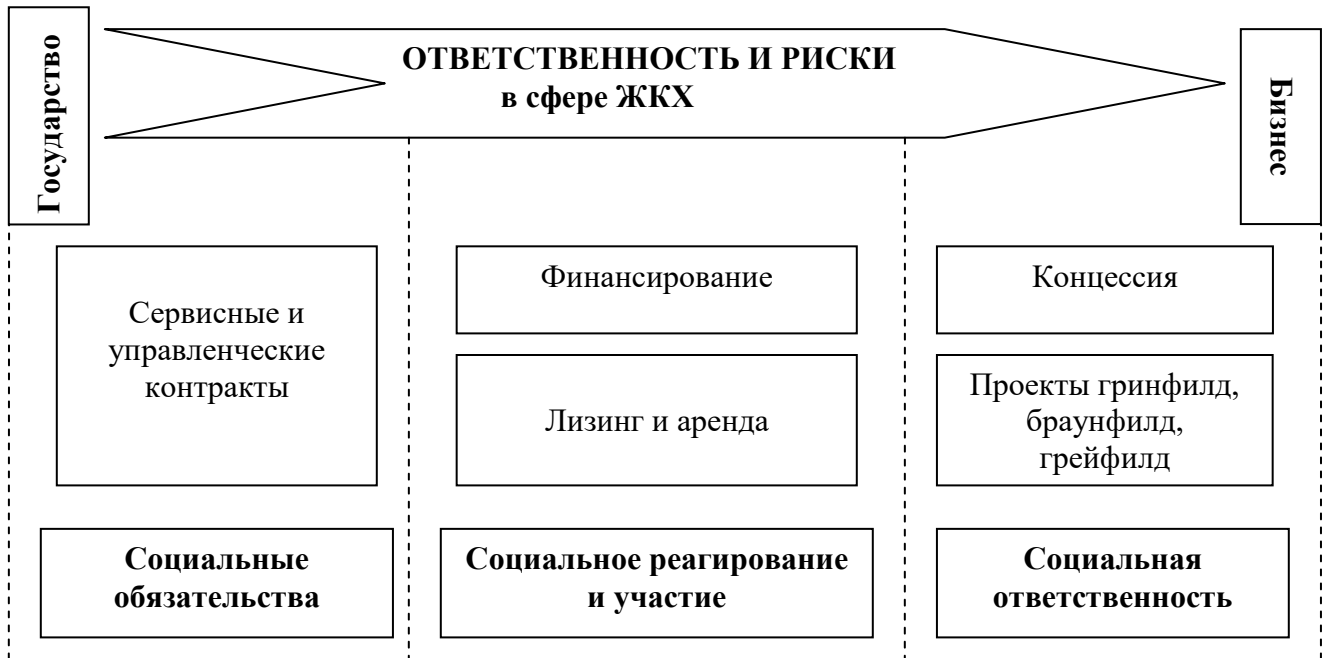 Государство
ОТВЕТСТВЕННОСТЬ И РИСКИ
в сфере ЖКХ
Бизнес
Сервисные и
управленческие
контракты
Финансирование
Лизинг и аренда
Концессия
Проекты гринфилд,
браунфилд,
грейфилд
Социальные
обязательства
Социальное реагирование
и участие
Социальная
ответственность